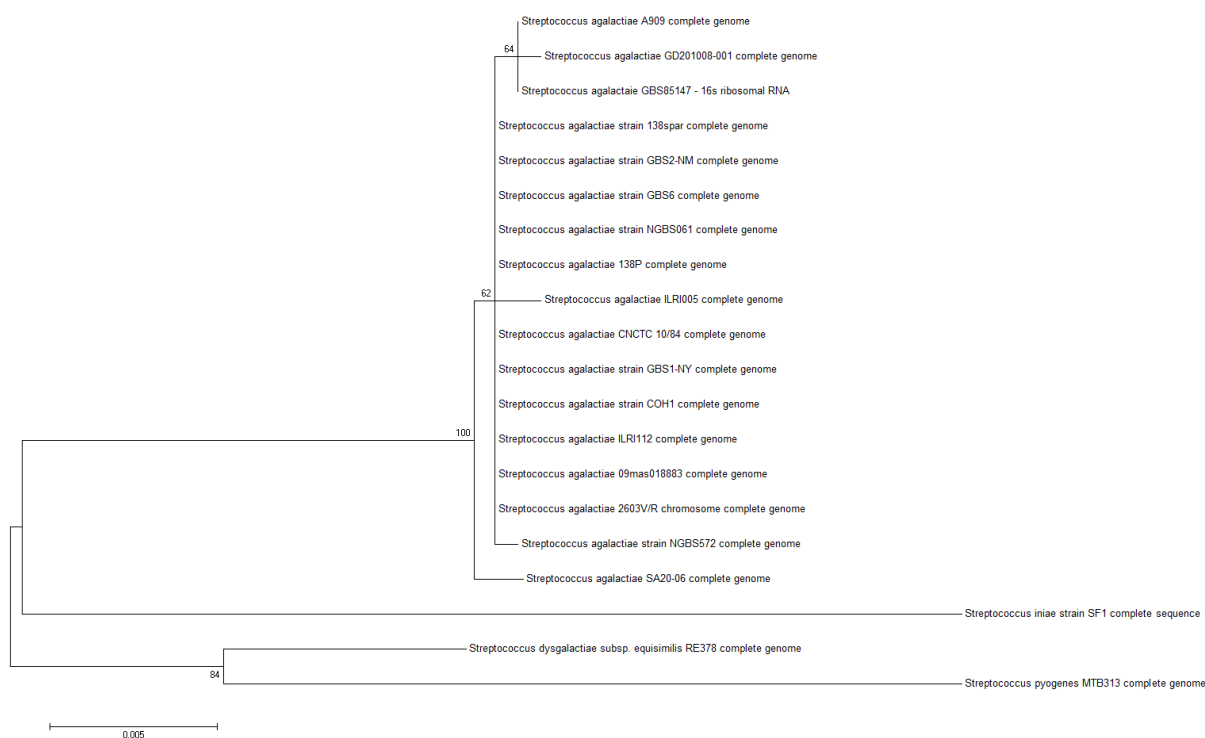 Streptococcus agalactiae A909 complete genome
64
Streptococcus agalactiae GD201008-001 complete genome
Streptococcus agalactaie GBS85147 - 16s ribosomal RNA
Streptococcus agalactiae strain 138spar complete genome
Streptococcus agalactiae strain GBS2-NM complete genome
Streptococcus agalactiae strain GBS6 complete genome
Streptococcus agalactiae strain NGBS061 complete genome
Streptococcus agalactiae 138P complete genome
62
Streptococcus agalactiae ILRI005 complete genome
Streptococcus agalactiae CNCTC 10/84 complete genome
Streptococcus agalactiae strain GBS1-NY complete genome
Streptococcus agalactiae strain COH1 complete genome
100
Streptococcus agalactiae ILRI112 complete genome
Streptococcus agalactiae 09mas018883 complete genome
Streptococcus agalactiae 2603V/R chromosome complete genome
Streptococcus agalactiae strain NGBS572 complete genome
Streptococcus agalactiae SA20-06 complete genome
Streptococcus iniae strain SF1 complete sequence
Streptococcus dysgalactiae subsp. equisimilis RE378 complete genome
84
Streptococcus pyogenes MTB313 complete genome
0.005